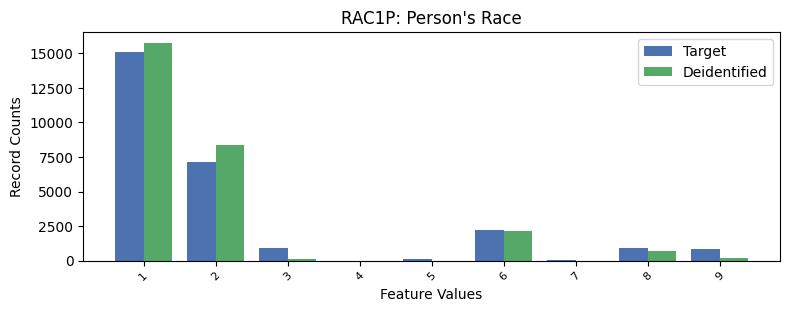 RAC1P: Person's Race
Target
Deidentified
Record Counts
15000
12500
10000
7500
5000
2500
0
1 2 3 4 5 6 7 8 9
Feature Values